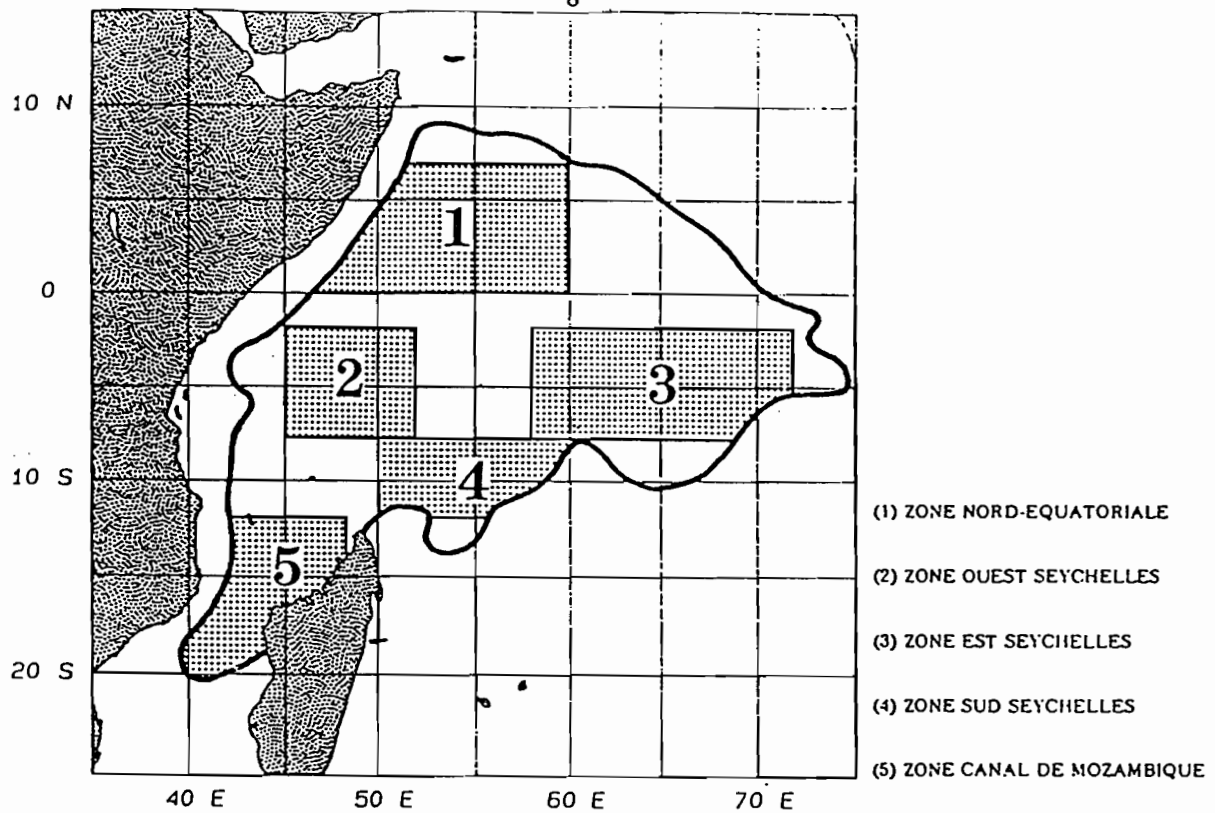 10 N
0
10 S
20 S
40 E
50 E
60 E
70 E
1
2
3
4
5
(1) ZONE NORD-EQUATORIALE
(2) ZONE OUEST SEYCHELLES
(3) ZONE EST SEYCHELLES
(4) ZONE SUD SEYCHELLES
(5) ZONE CANAL DE MOZAMBIQUE